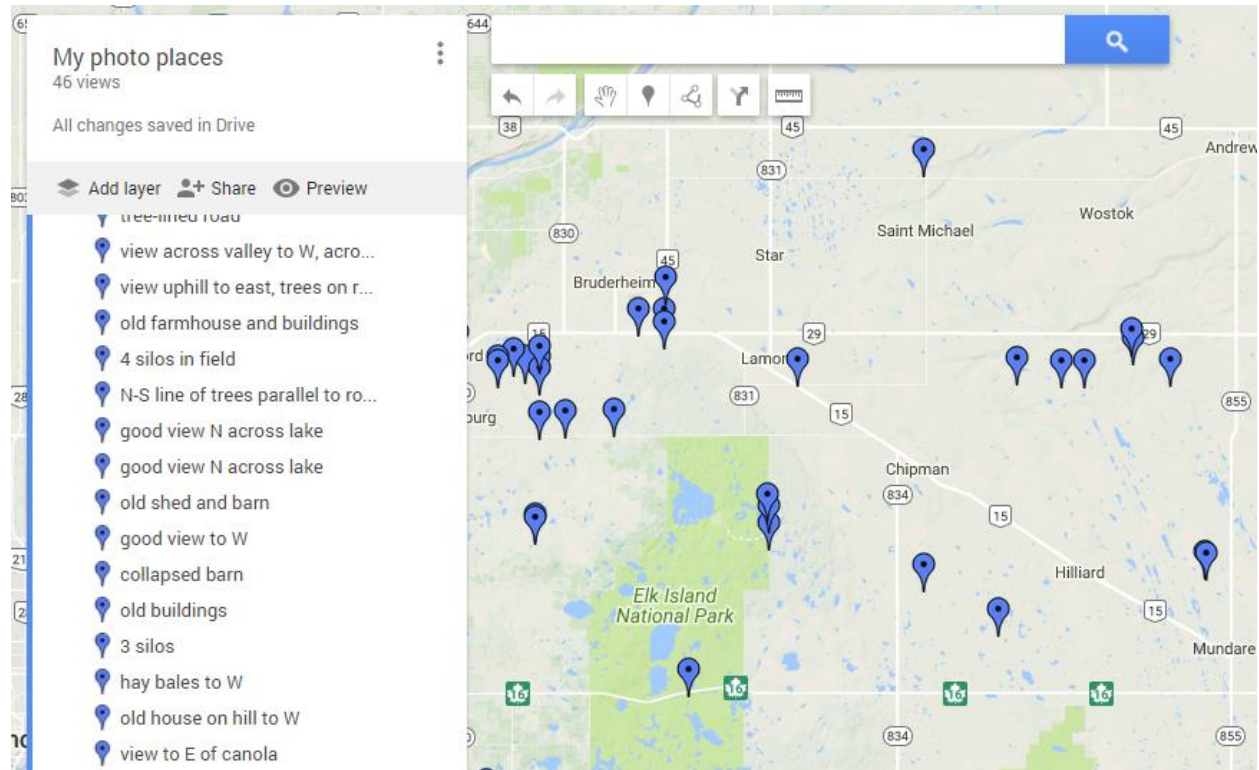 My photo places
46 views
All changes saved in Drive
Add layer Share Preview
tree-lined road
view across valley to W, acro...
view uphill to east, trees on r...
old farmhouse and buildings
4 silos in field
N-S line of trees parallel to ro...
good view N across lake
good view N across lake
old shed and barn
good view to W
collapsed barn
old buildings
3 silos
hay bales to W
old house on hill to W
view to E of canola
644
38
45
45
Andrew
831
Wostok
830
Saint Michael
Star
45
Bruderheim
15
29
29
Lamon
831
855
15
burg
Chipman
834
15
Hilliard
Elk Island
National Park
15
Mundare
16
16
16
16
834
855